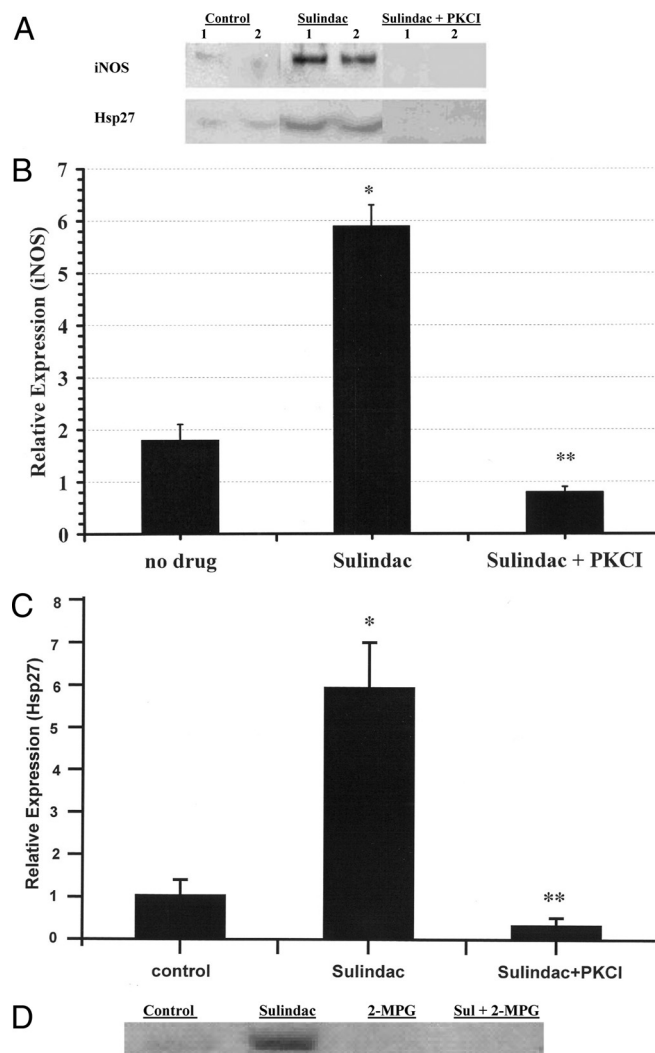 A
Control Sulindac Sulindac + PKCI
1 2 1 2 1 2
iNOS
Hsp27
B
Relative Expression (iNOS)
7
6
5
4
3
2
1
0
*
**
no drug Sulindac Sulindac + PKCI
C
Relative Expression (Hsp27)
8
7
6
5
4
3
2
1
0
*
**
control Sulindac Sulindac+PKCI
D
Control Sulindac 2-MPG Sul + 2-MPG